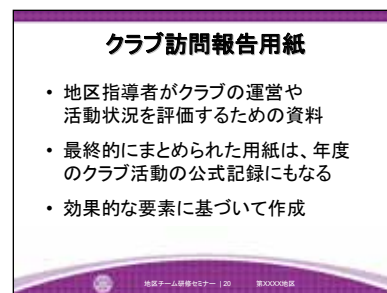 クラブ訪問報告用紙
• 地区指導者がクラブの運営や
活動状況を評価するための資料
• 最終的にまとめられた用紙は、年度
のクラブ活動の公式記録にもなる
• 効果的な要素に基づいて作成
地区チーム研修セミナー | 20 第XXXX地区